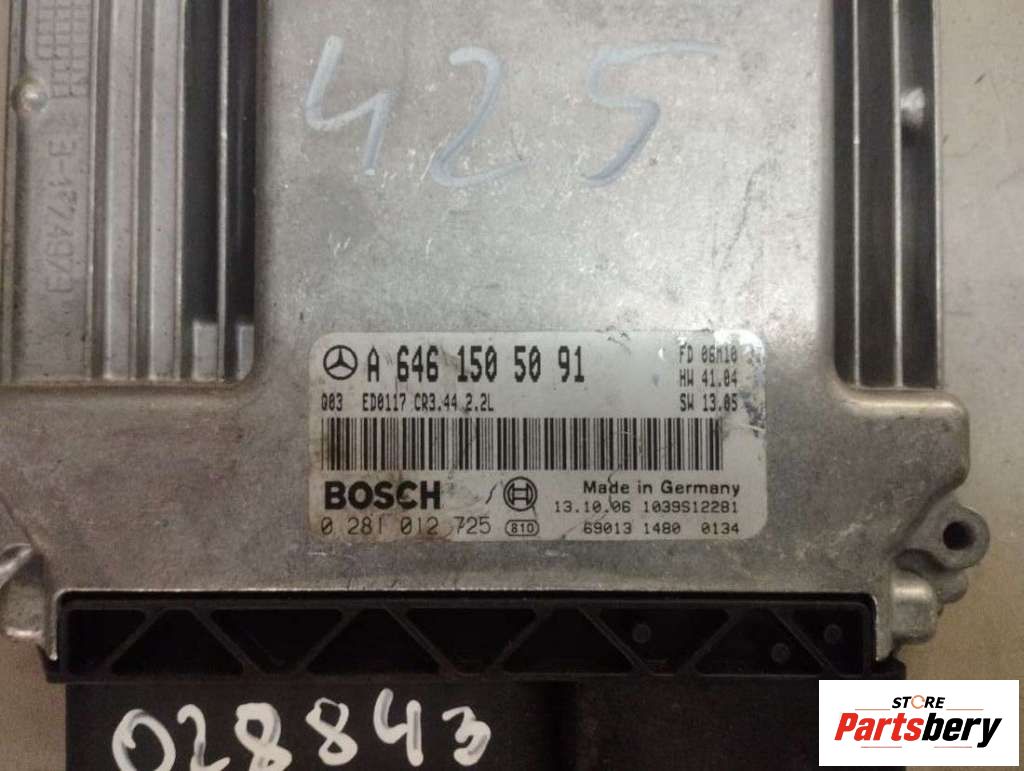 425
A 646 150 50 91
FD 06M10
HW 41.04
Q03 ED0117 CR3.44 2.2L
SW 13.05
BOSCH
Made in Germany
13.10.06 1039S12281
0 281 012 725 810
69013 1480 0134
028843
STORE
Partsbery